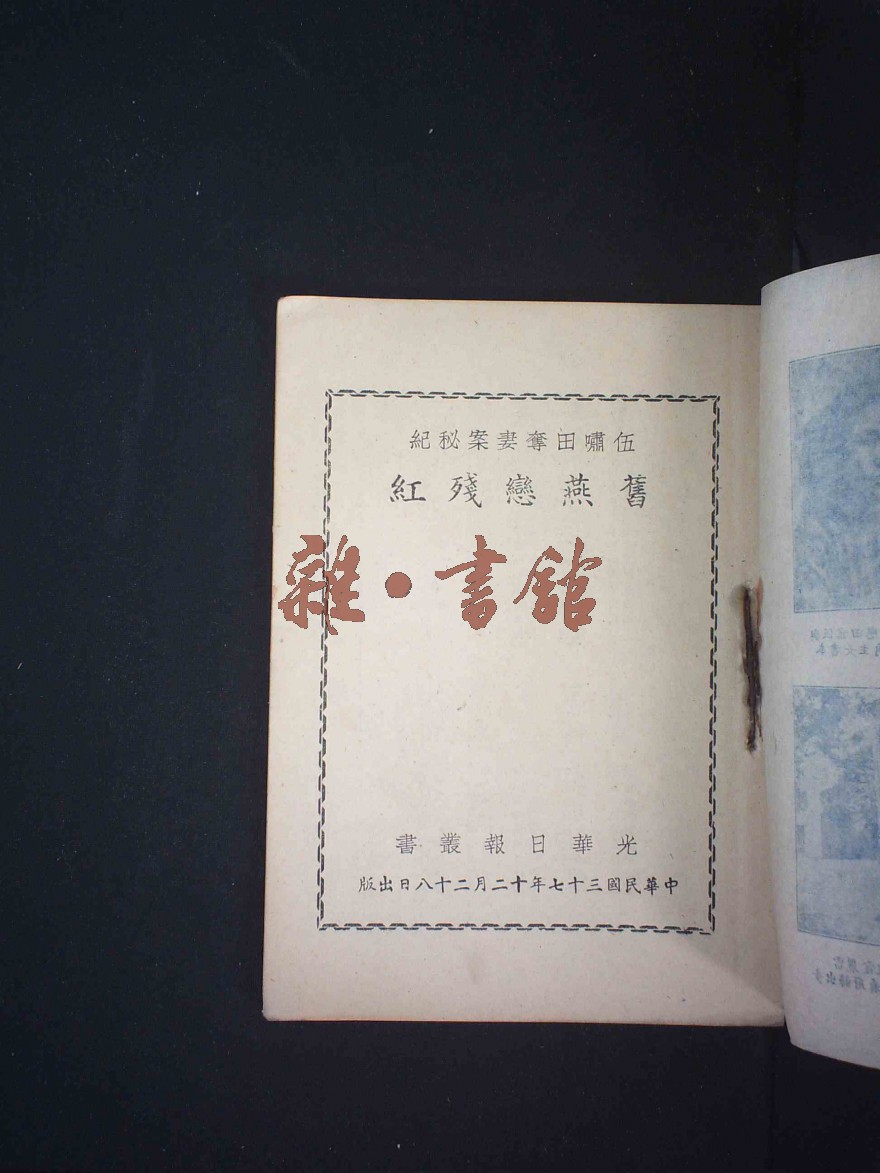 伍嘯田奪妻案秘紀
舊燕戀殘紅
雜·書館
光華日報叢書
中華民國三十七年十二月二十八日出版